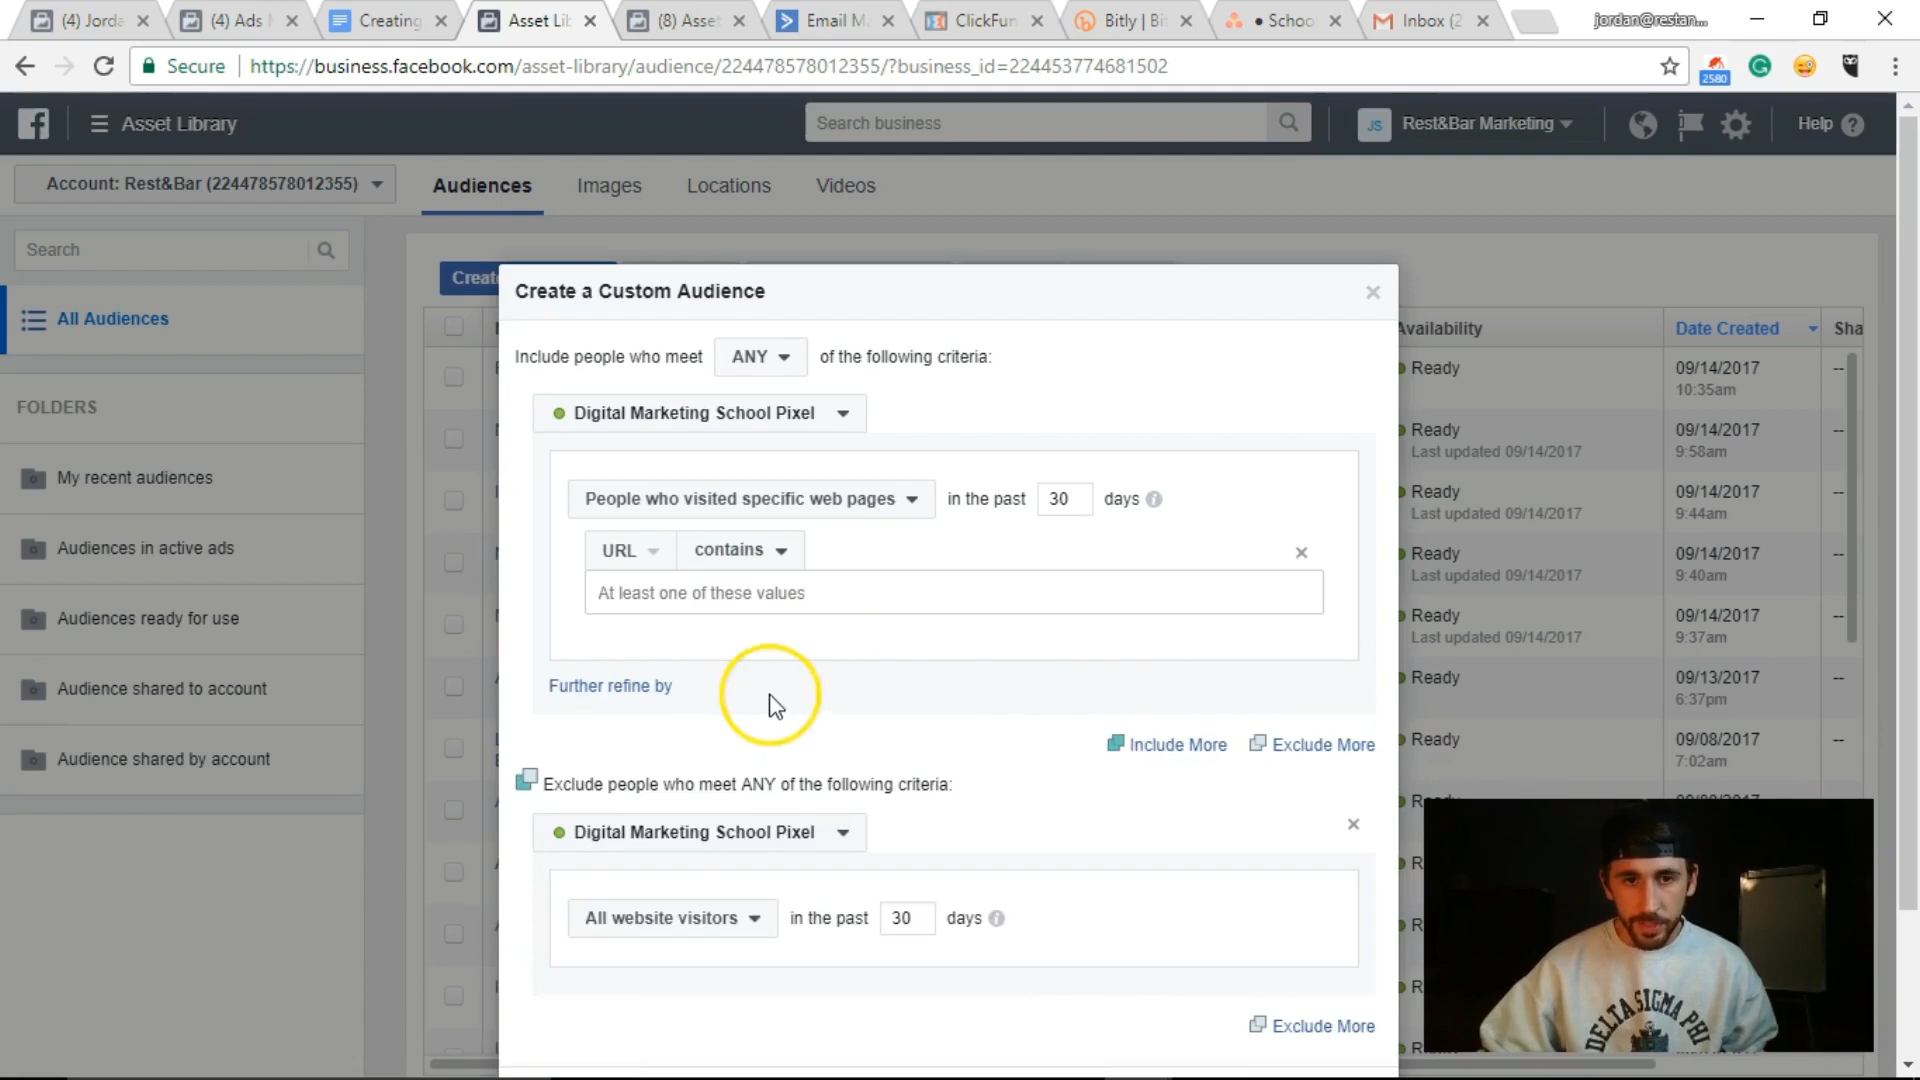 (4) Jorda
(4) Ads M
Creating
Asset Lib
(8) Asset
Email Ma
ClickFun
Bitly | Bit
● Schoo
Inbox (2
jordan@restan...
Secure
https://business.facebook.com/asset-library/audience/224478578012355/?business_id=224453774681502
2580
Asset Library
Search business
JS
Rest&Bar Marketing
Help
Account: Rest&Bar (224478578012355)
Audiences
Images
Locations
Videos
Search
All Audiences
FOLDERS
My recent audiences
Audiences in active ads
Audiences ready for use
Audience shared to account
Audience shared by account
Create
Create a Custom Audience
Include people who meet ANY of the following criteria:
Digital Marketing School Pixel
People who visited specific web pages in the past 30 days
URL contains
At least one of these values
Further refine by
Include More
Exclude More
Exclude people who meet ANY of the following criteria:
Digital Marketing School Pixel
All website visitors in the past 30 days
Exclude More
Availability
Date Created
Sha
Ready
09/14/2017
10:35am
--
Ready
Last updated 09/14/2017
09/14/2017
9:58am
--
Ready
Last updated 09/14/2017
09/14/2017
9:44am
--
Ready
Last updated 09/14/2017
09/14/2017
9:40am
--
Ready
Last updated 09/14/2017
09/14/2017
9:37am
--
Ready
09/13/2017
6:37pm
--
Ready
09/08/2017
7:02am
--
DELTA SIGMA PHI